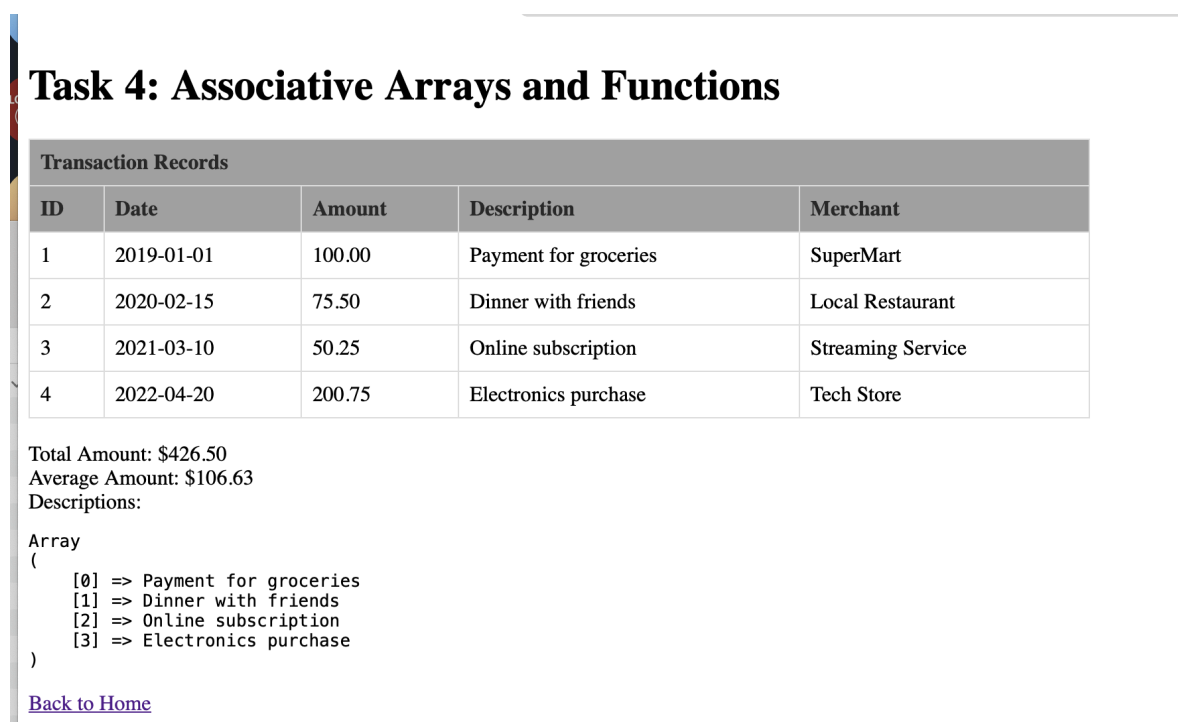 Task 4: Associative Arrays and Functions
Transaction Records
ID Date Amount Description Merchant
1 2019-01-01 100.00 Payment for groceries SuperMart
2 2020-02-15 75.50 Dinner with friends Local Restaurant
3 2021-03-10 50.25 Online subscription Streaming Service
4 2022-04-20 200.75 Electronics purchase Tech Store
Total Amount: $426.50
Average Amount: $106.63
Descriptions:
Array
(
    [0] => Payment for groceries
    [1] => Dinner with friends
    [2] => Online subscription
    [3] => Electronics purchase
)
Back to Home